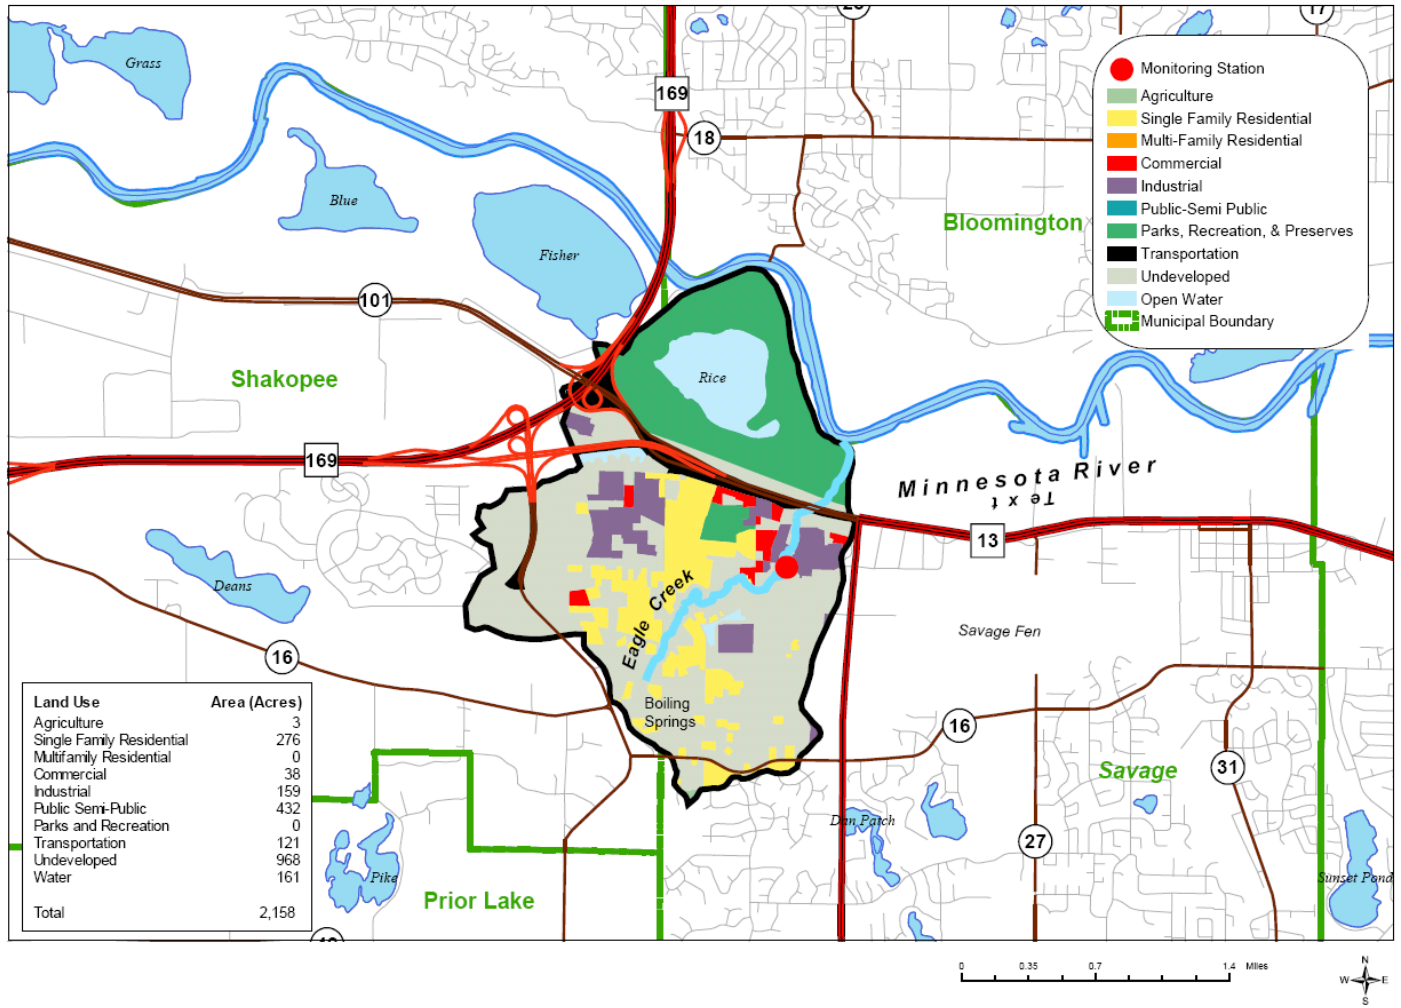 Grass
169
18
17
Blue
Fisher
Bloomington
101
Shakopee
Rice
169
Minnesota River
Text
13
Deans
Eagle Creek
Savage Fen
16
Boiling
Springs
16
Savage
31
Dan Patch
27
Pike
Sunset Pond
Prior Lake
Monitoring Station
Agriculture
Single Family Residential
Multi-Family Residential
Commercial
Industrial
Public-Semi Public
Parks, Recreation, & Preserves
Transportation
Undeveloped
Open Water
Municipal Boundary
Land Use Area (Acres)
Agriculture 3
Single Family Residential 276
Multifamily Residential 0
Commercial 38
Industrial 159
Public Semi-Public 432
Parks and Recreation 0
Transportation 121
Undeveloped 968
Water 161
Total 2,158
0 0.35 0.7 1.4 Miles
N
W E
S